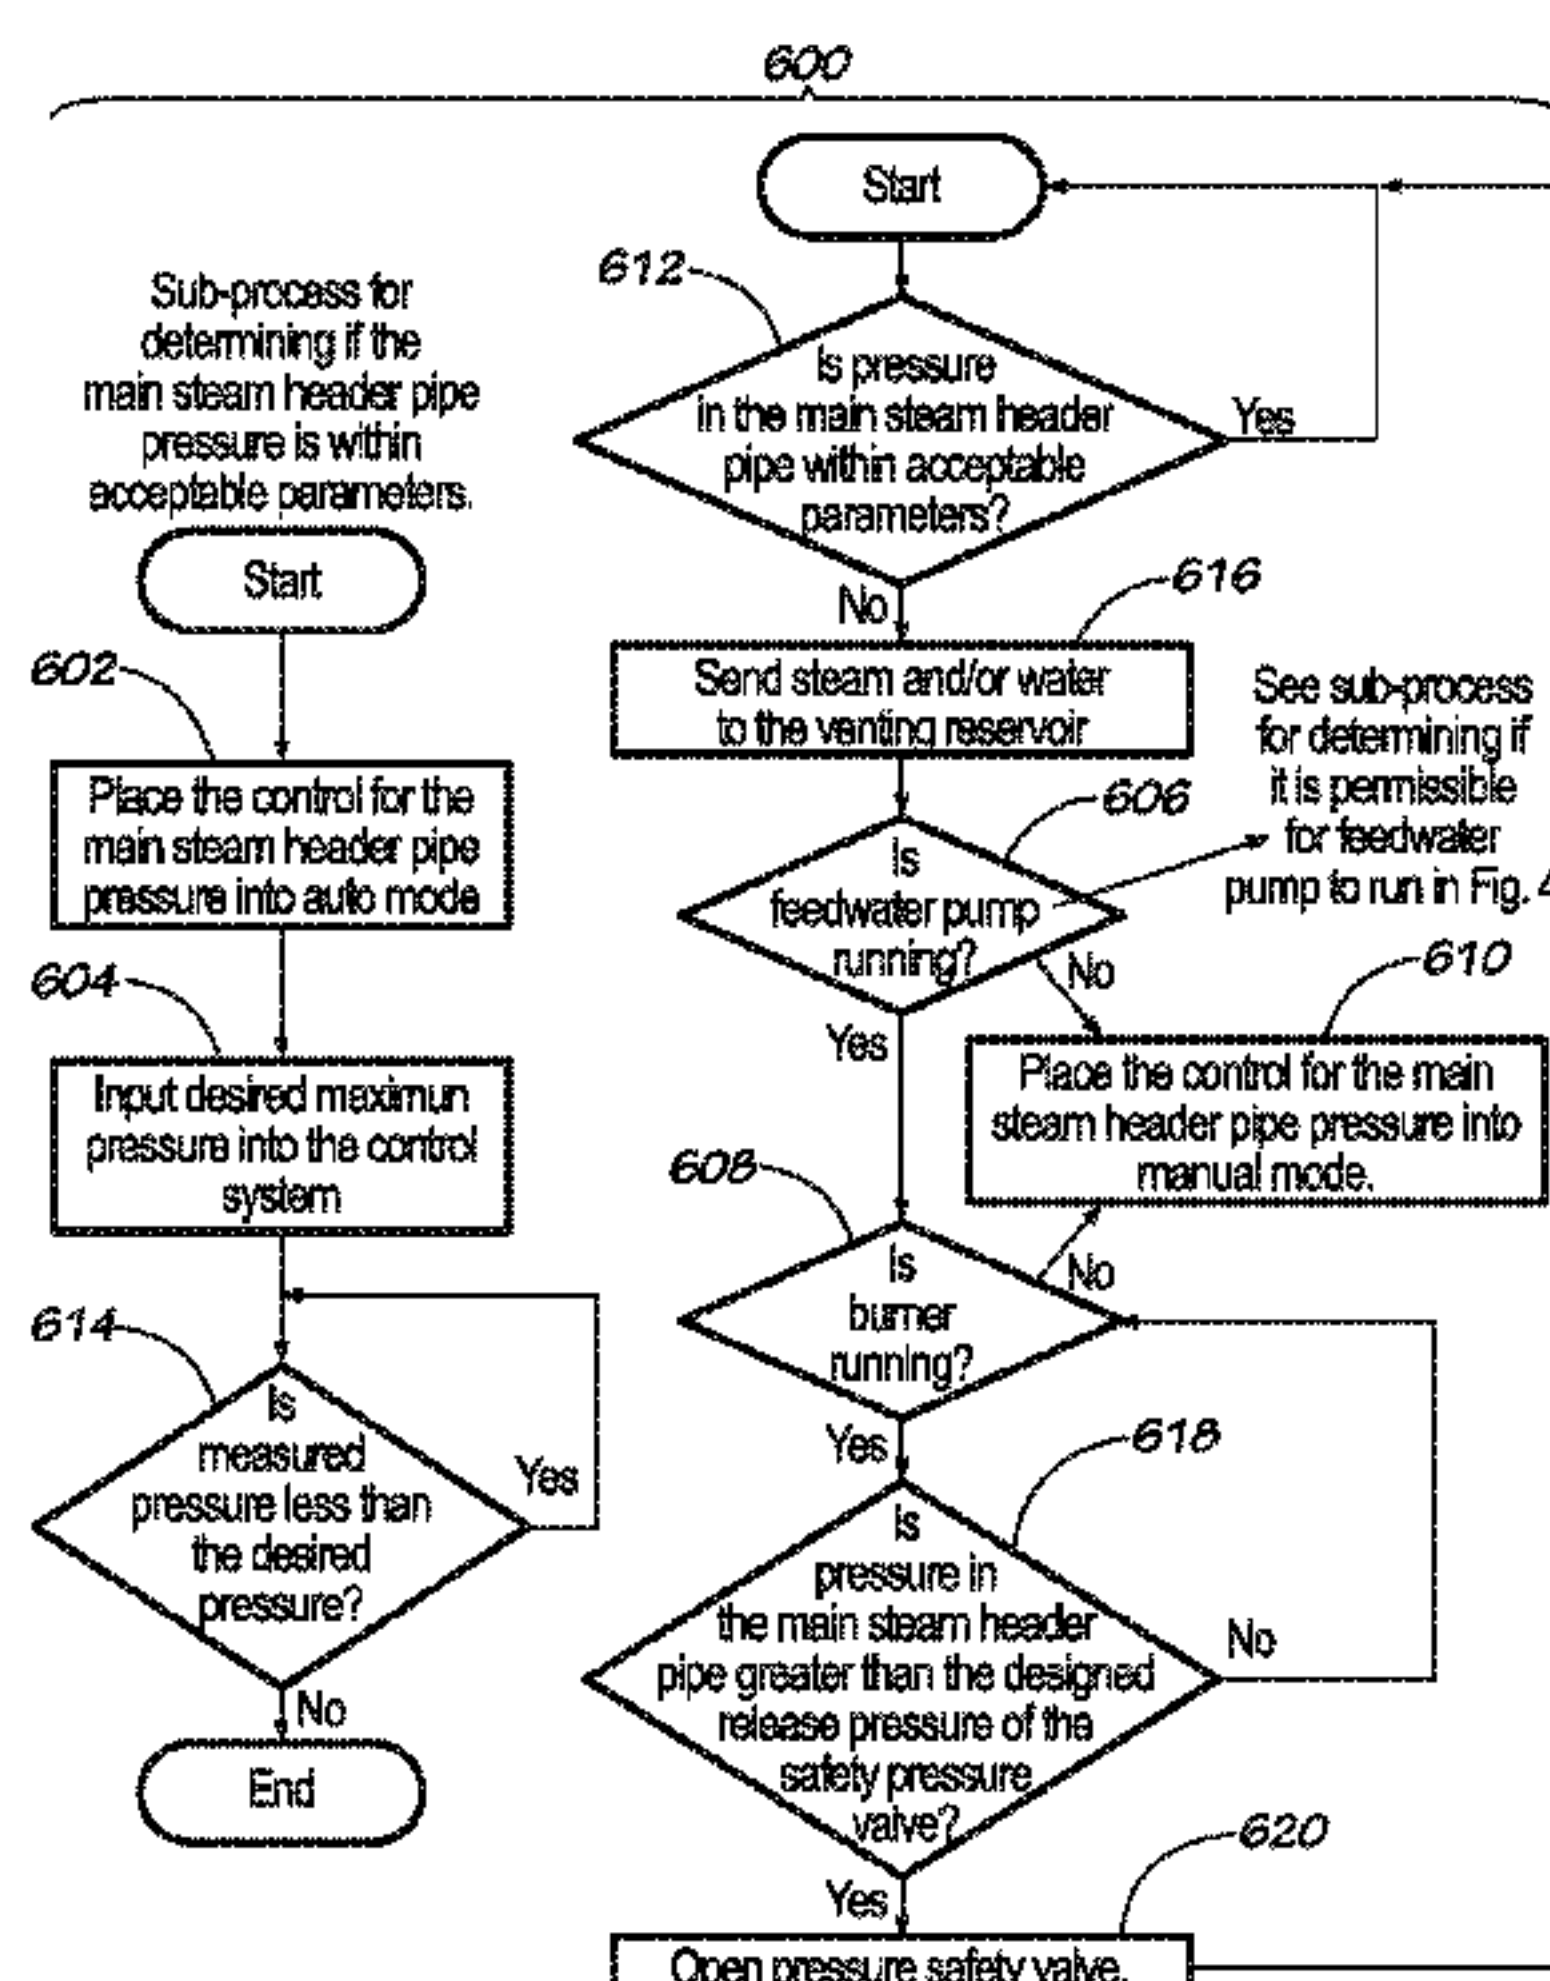 600
Sub-process for
determining if the
main steam header pipe
pressure is within
acceptable parameters.
Start
602
Place the control for the
main steam header pipe
pressure into auto mode
604
Input desired maximun
pressure into the control
system
614
Is
measured
pressure less than
the desired
pressure?
Yes
No
End
Start
612
Is pressure
in the main steam header
pipe within acceptable
parameters?
Yes
No
616
Send steam and/or water
to the venting reservoir
606
Is
feedwater pump
running?
See sub-process
for determining if
it is permissible
for feedwater
pump to run in Fig. 4
No
Yes
610
Place the control for the main
steam header pipe pressure into
manual mode.
608
Is
burner
running?
No
Yes
618
Is
pressure in
the main steam header
pipe greater than the designed
release pressure of the
safety pressure
valve?
No
Yes
620
Open pressure safety valve.